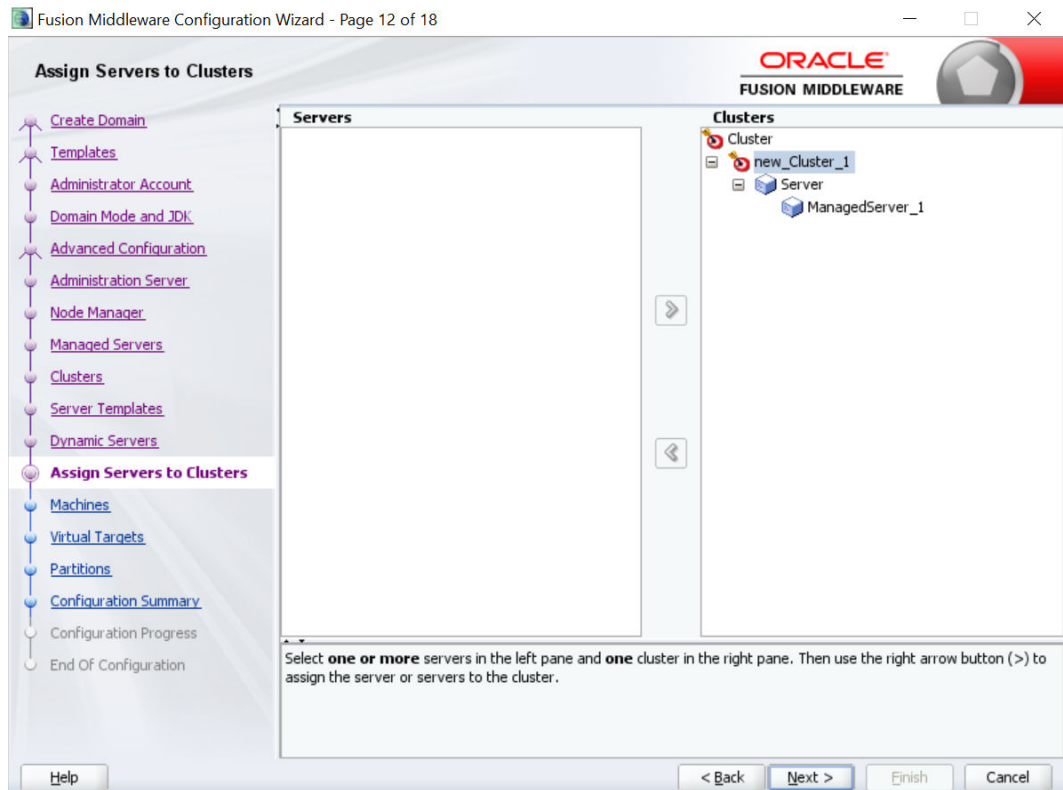 Fusion Middleware Configuration Wizard - Page 12 of 18
Assign Servers to Clusters
ORACLE
FUSION MIDDLEWARE
Create Domain
Templates
Administrator Account
Domain Mode and JDK
Advanced Configuration
Administration Server
Node Manager
Managed Servers
Clusters
Server Templates
Dynamic Servers
Assign Servers to Clusters
Machines
Virtual Targets
Partitions
Configuration Summary
Configuration Progress
End Of Configuration
Servers
Clusters
Cluster
new_Cluster_1
Server
ManagedServer_1
Select one or more servers in the left pane and one cluster in the right pane. Then use the right arrow button (>) to
assign the server or servers to the cluster.
Help
< Back
Next >
Finish
Cancel